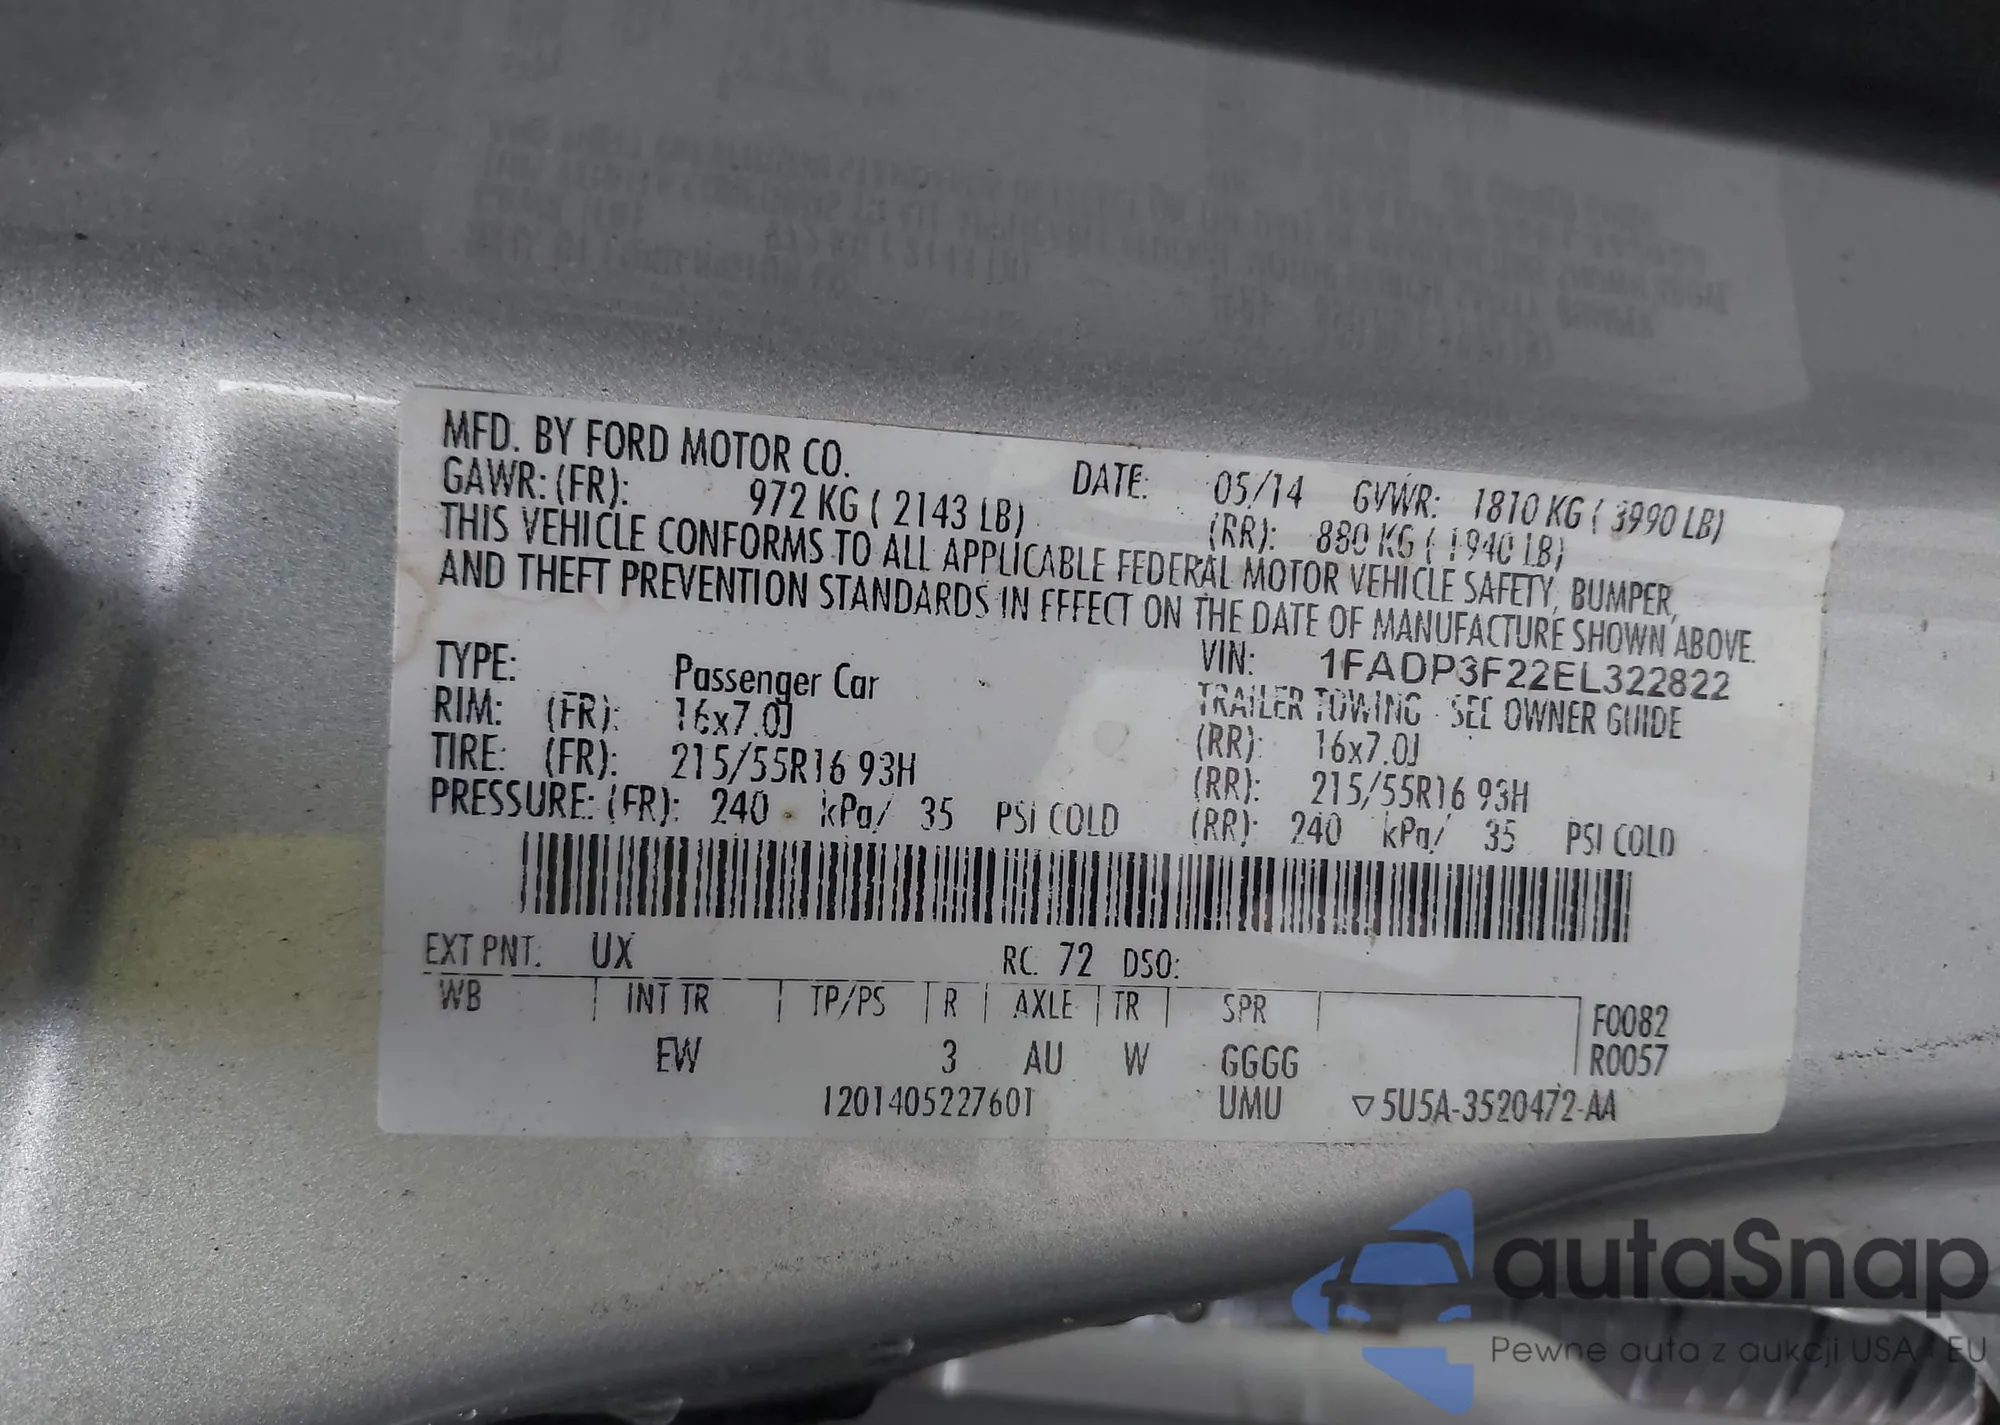 MFD. BY FORD MOTOR CO.
DATE: 05/14 GVWR: 1810 KG ( 3990 LB)
GAWR: (FR): 972 KG ( 2143 LB) (RR): 880 KG ( 1940 LB)
THIS VEHICLE CONFORMS TO ALL APPLICABLE FEDERAL MOTOR VEHICLE SAFETY, BUMPER,
AND THEFT PREVENTION STANDARDS IN EFFECT ON THE DATE OF MANUFACTURE SHOWN ABOVE.
VIN: 1FADP3F22EL322822
TYPE: Passenger Car TRAILER TOWING - SEE OWNER GUIDE
RIM: (FR): 16x7.0J (RR): 16x7.0J
TIRE: (FR): 215/55R16 93H (RR): 215/55R16 93H
PRESSURE: (FR): 240 kPa/ 35 PSI COLD (RR): 240 kPa/ 35 PSI COLD
EXT PNT: UX RC: 72 DSO:
WB INT TR TP/PS R AXLE TR SPR F0082
EW 3 AU W GGGG R0057
1201405227601 UMU ▽5U5A-3520472-AA
autaSnap
Pewne auta z aukcji USA i EU